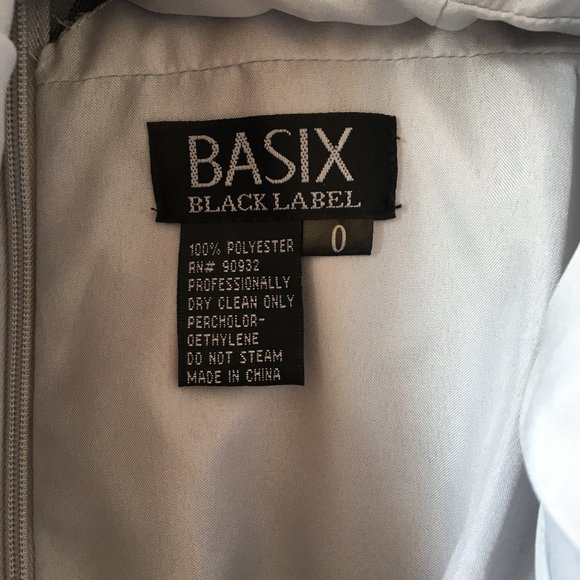 BASIX
BLACK LABEL
0
100% POLYESTER
RN# 90932
PROFESSIONALLY
DRY CLEAN ONLY
PERCHOLOR-
OETHYLENE
DO NOT STEAM
MADE IN CHINA